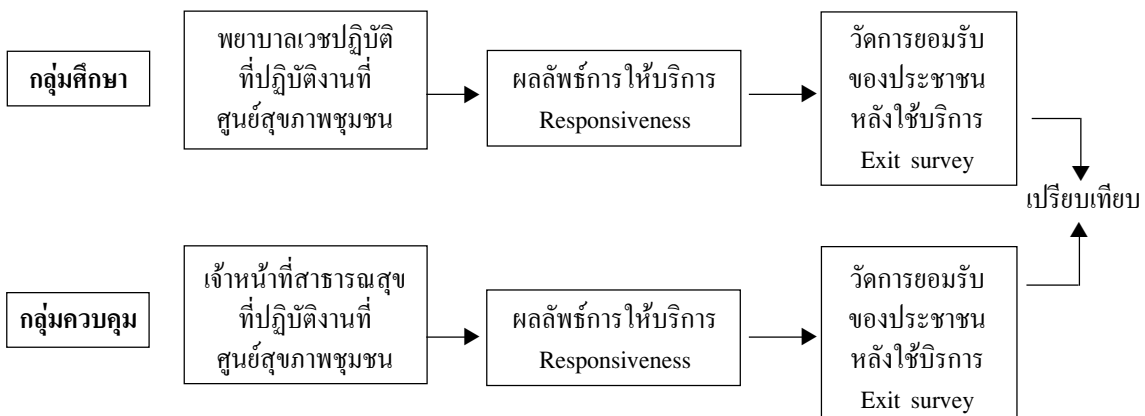 กลุ่มศึกษา
พยาบาลเวชปฏิบัติ
ที่ปฏิบัติงานที่
ศูนย์สุขภาพชุมชน
ผลลัพธ์การให้บริการ
Responsiveness
วัดการยอมรับ
ของประชาชน
หลังใช้บริการ
Exit survey
เปรียบเทียบ
กลุ่มควบคุม
เจ้าหน้าที่สาธารณสุข
ที่ปฏิบัติงานที่
ศูนย์สุขภาพชุมชน
ผลลัพธ์การให้บริการ
Responsiveness
วัดการยอมรับ
ของประชาชน
หลังใช้บิรการ
Exit survey